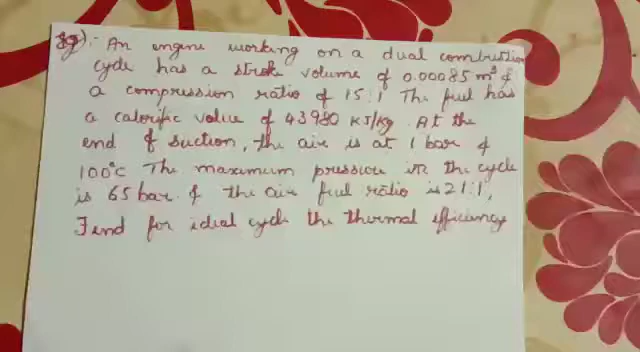 An engine working on a dual combustion
cycle has a stroke volume of 0.00085 m³ &
a compression ratio of 15:1 The fuel has
a calorific value of 43980 KJ/kg. At the
end of suction, the air is at 1 bar &
100°C The maximum pression in the cycle
is 65 bar. & the air fuel ratio is 21:1,
Find for ideal cycle the thermal efficiency